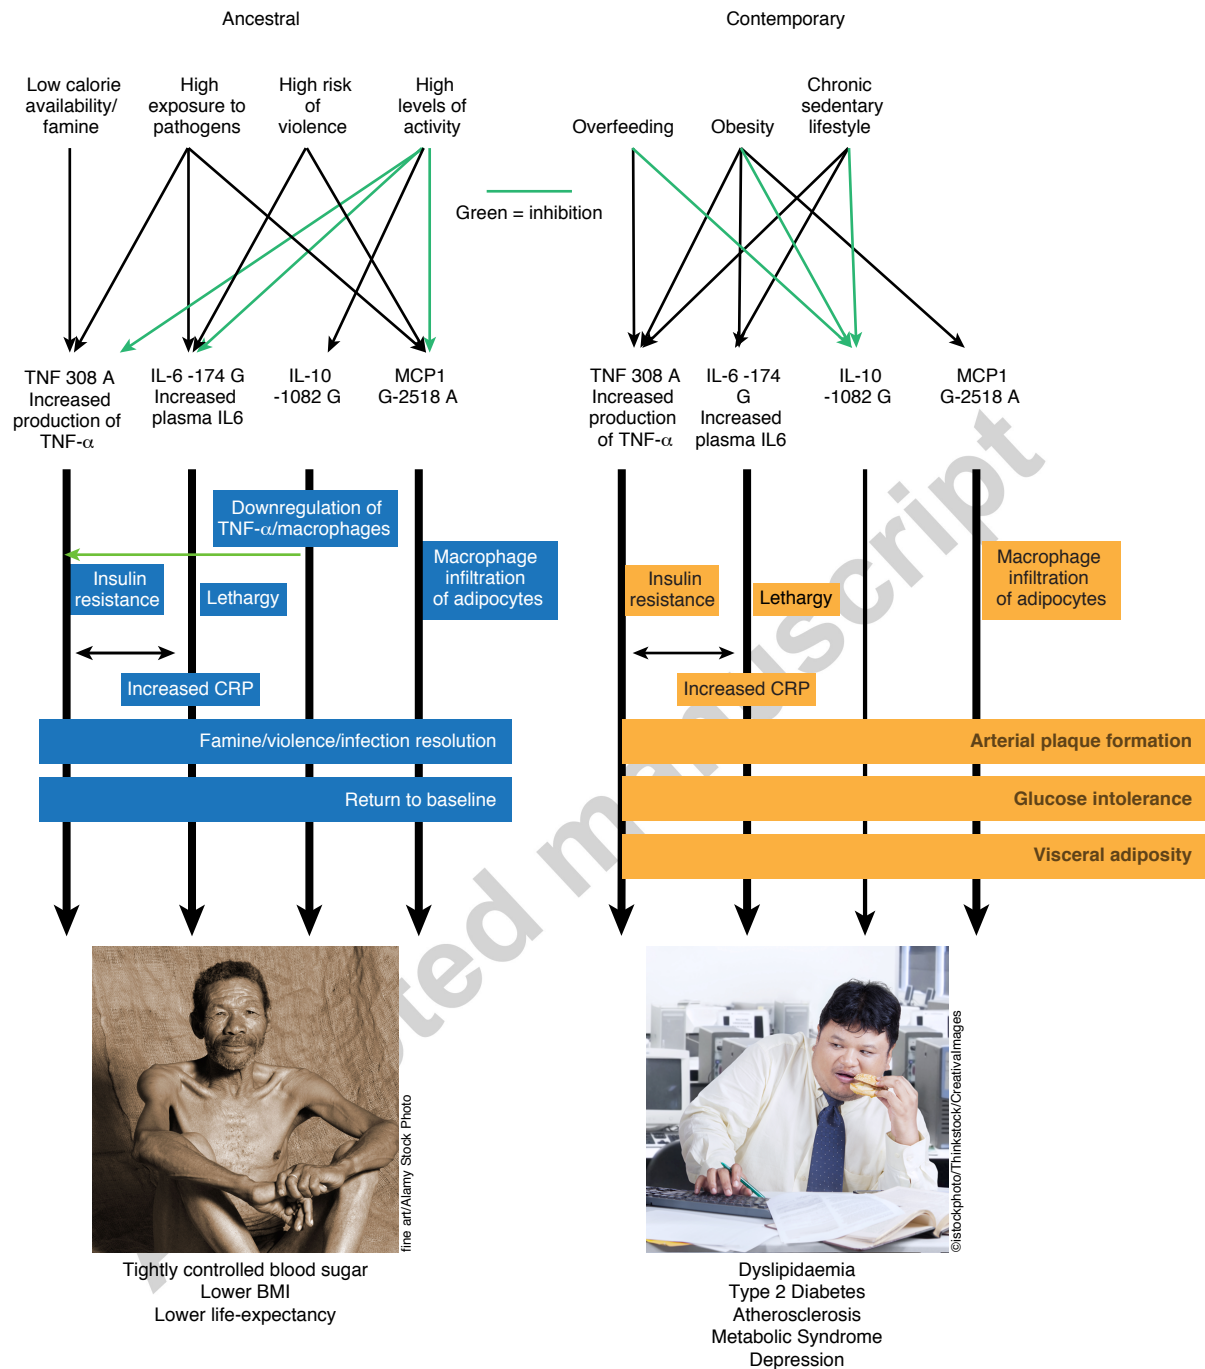 Ancestral
Contemporary
Low calorie
availability/
famine
High
exposure to
pathogens
High risk
of
violence
High
levels of
activity
Overfeeding
Obesity
Chronic
sedentary
lifestyle
Green = inhibition
TNF 308 A
Increased
production of
TNF-α
IL-6 -174 G
Increased
plasma IL6
IL-10
-1082 G
MCP1
G-2518 A
TNF 308 A
Increased
production
of TNF-α
IL-6 -174
G
Increased
plasma IL6
IL-10
-1082 G
MCP1
G-2518 A
Downregulation of
TNF-α/macrophages
Insulin
resistance
Lethargy
Macrophage
infiltration
of adipocytes
Increased CRP
Famine/violence/infection resolution
Return to baseline
Insulin
resistance
Lethargy
Macrophage
infiltration
of adipocytes
Increased CRP
Arterial plaque formation
Glucose intolerance
Visceral adiposity
fine art/Alamy Stock Photo
©istockphoto/Thinkstock/CreativaImages
Tightly controlled blood sugar
Lower BMI
Lower life-expectancy
Dyslipidaemia
Type 2 Diabetes
Atherosclerosis
Metabolic Syndrome
Depression